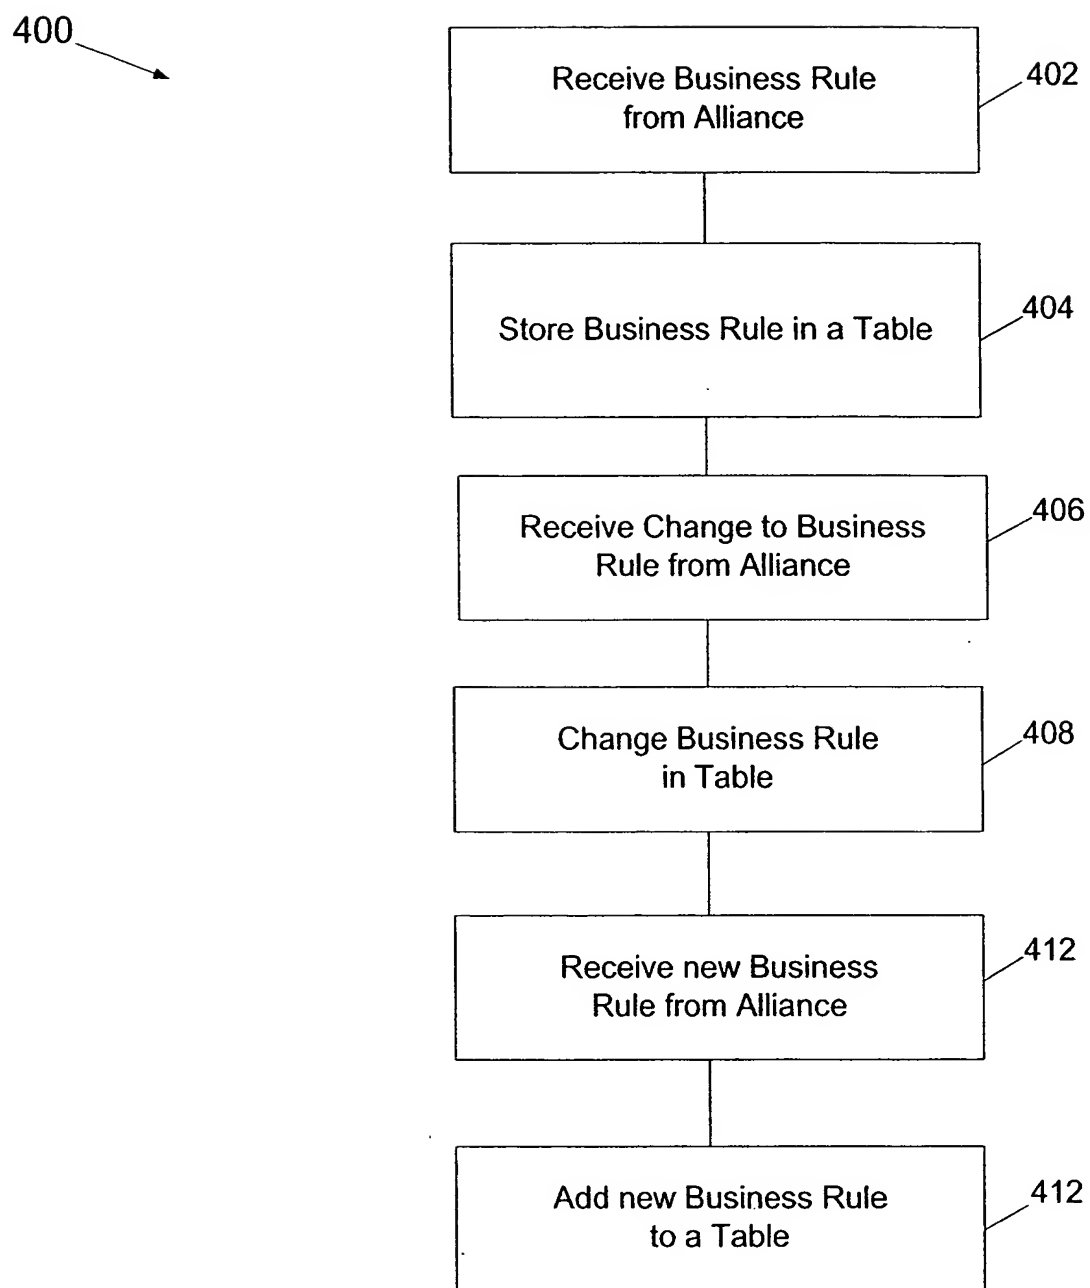 400
Receive Business Rule
from Alliance
402
Store Business Rule in a Table
404
Receive Change to Business
Rule from Alliance
406
Change Business Rule
in Table
408
Receive new Business
Rule from Alliance
412
Add new Business Rule
to a Table
412